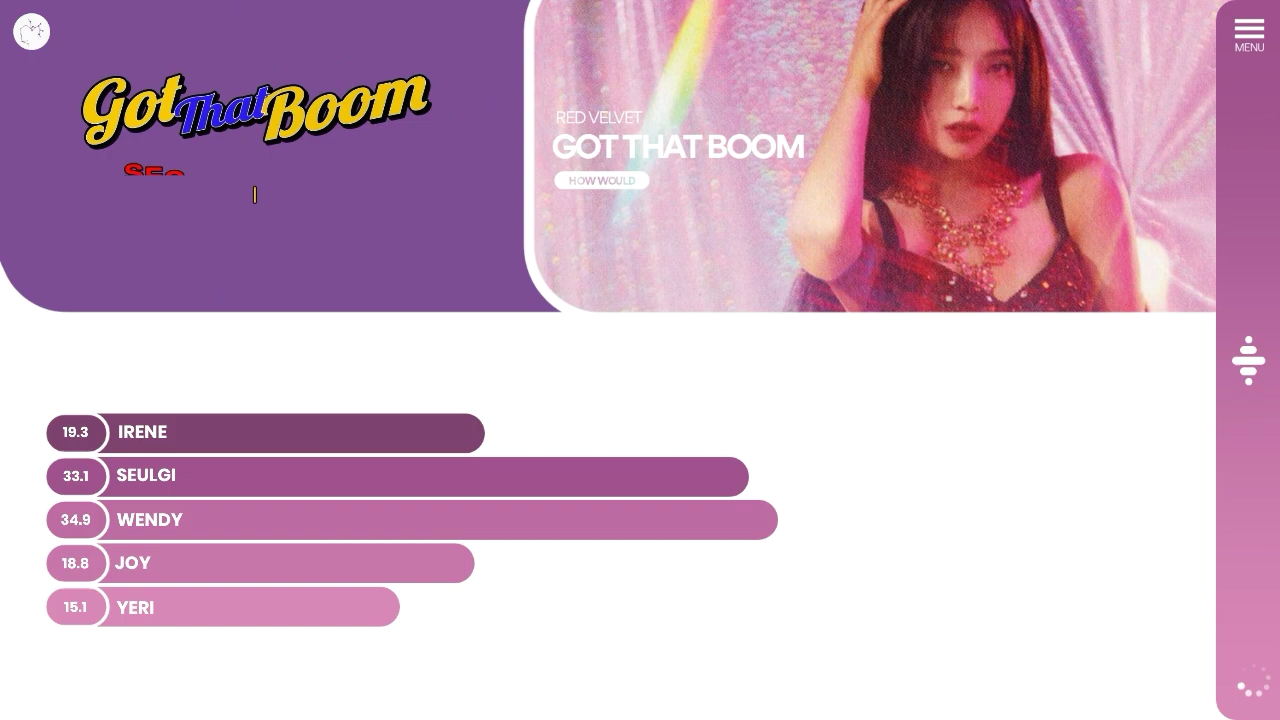 Got That Boom
RED VELVET
GOT THAT BOOM
HOW WOULD
MENU
19.3 IRENE
33.1 SEULGI
34.9 WENDY
18.8 JOY
15.1 YERI